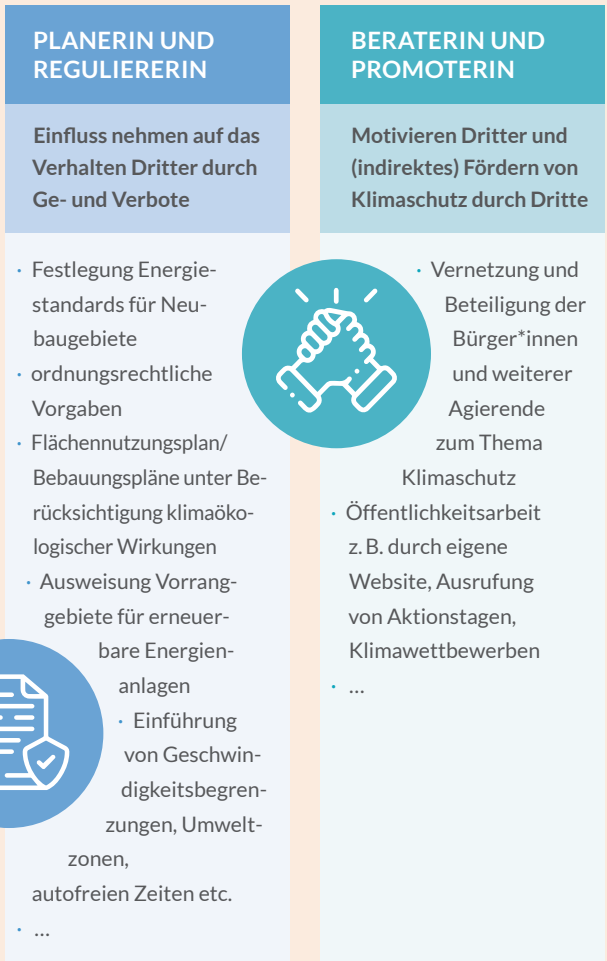 PLANERIN UND
REGULIERERIN
Einfluss nehmen auf das
Verhalten Dritter durch
Ge- und Verbote
· Festlegung Energie-
standards für Neu-
baugebiete
· ordnungsrechtliche
Vorgaben
· Flächennutzungsplan/
Bebauungspläne unter Be-
rücksichtigung klimaöko-
logischer Wirkungen
· Ausweisung Vorrang-
gebiete für erneuer-
bare Energien-
anlagen
· Einführung
von Geschwin-
digkeitsbegren-
zungen, Umwelt-
zonen,
autofreien Zeiten etc.
· ...
BERATERIN UND
PROMOTERIN
Motivieren Dritter und
(indirektes) Fördern von
Klimaschutz durch Dritte
· Vernetzung und
Beteiligung der
Bürger*innen
und weiterer
Agierende
zum Thema
Klimaschutz
· Öffentlichkeitsarbeit
z. B. durch eigene
Website, Ausrufung
von Aktionstagen,
Klimawettbewerben
· ...